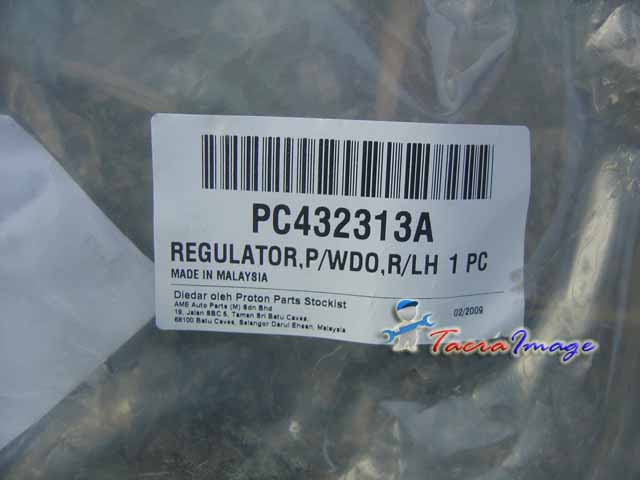 PC432313A
REGULATOR,P/WDO,R/LH 1 PC
MADE IN MALAYSIA
Diedar oleh Proton Parts Stockist
AME Auto Parts (M) Sdn Bhd
19, Jalan SBC 5, Taman Sri Batu Caves,
68100 Batu Caves, Selangor Darul Ehsan, Malaysia
02/2009
TacraImage